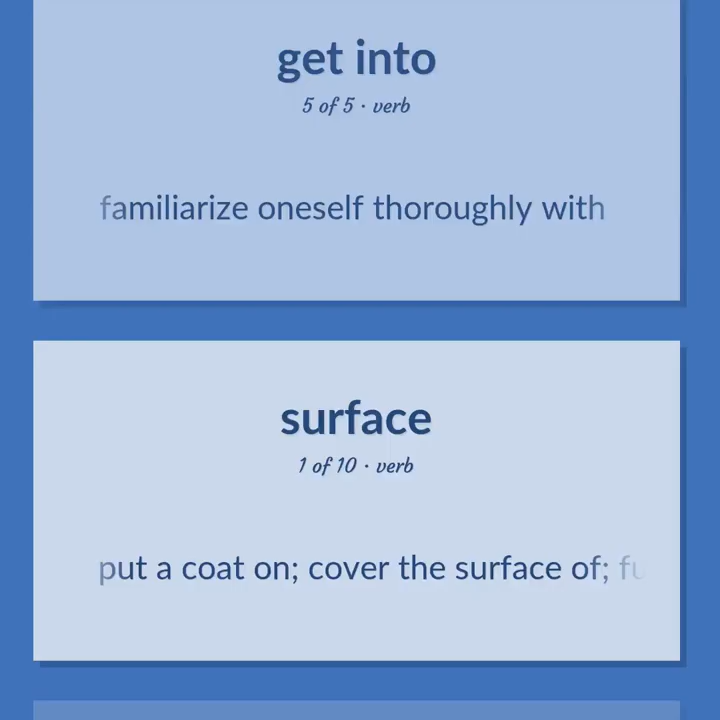 get into
5 of 5 · verb
familiarize oneself thoroughly with
surface
1 of 10 · verb
put a coat on; cover the surface of;